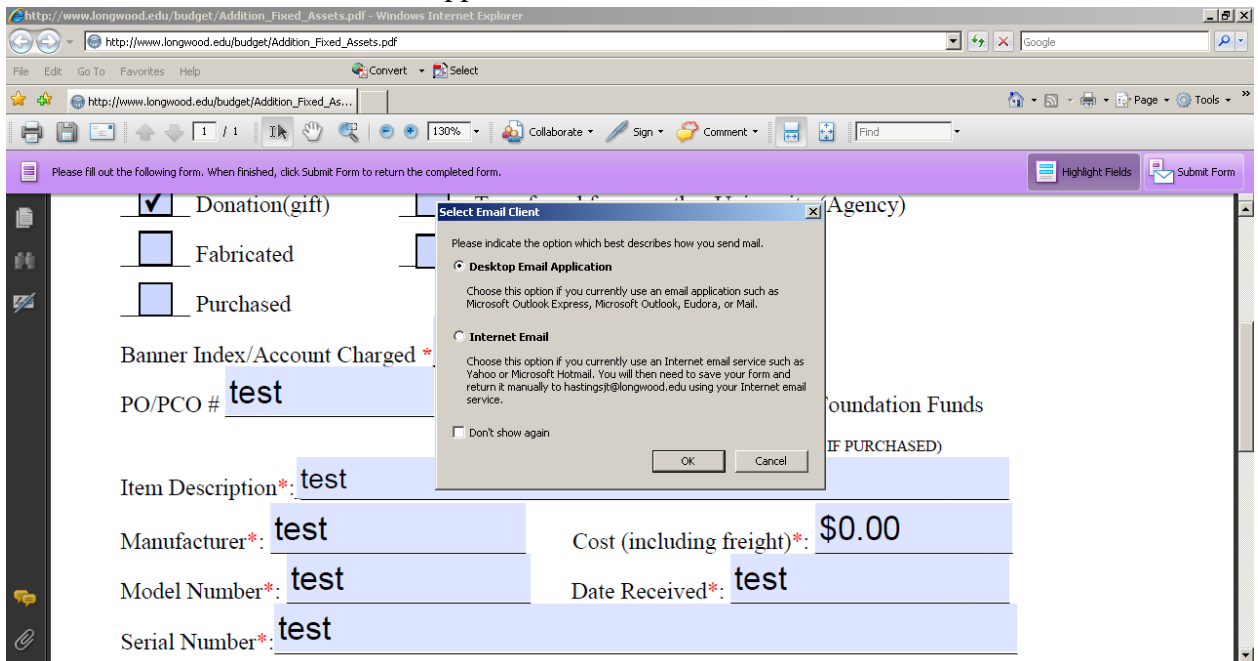 http://www.longwood.edu/budget/Addition_Fixed_Assets.pdf - Windows Internet Explorer
http://www.longwood.edu/budget/Addition_Fixed_Assets.pdf
Google
File Edit Go To Favorites Help Convert Select
http://www.longwood.edu/budget/Addition_Fixed_As...
Page Tools »
1 / 1 130% Collaborate Sign Comment Find
Please fill out the following form. When finished, click Submit Form to return the completed form.
Highlight Fields Submit Form
Donation(gift)
(Agency)
Fabricated
Purchased
Banner Index/Account Charged *
PO/PCO # test
oundation Funds
IF PURCHASED)
Item Description*: test
Manufacturer*: test Cost (including freight)*: $0.00
Model Number*: test Date Received*: test
Serial Number*: test
Select Email Client
Please indicate the option which best describes how you send mail.
Desktop Email Application
Choose this option if you currently use an email application such as
Microsoft Outlook Express, Microsoft Outlook, Eudora, or Mail.
Internet Email
Choose this option if you currently use an Internet email service such as
Yahoo or Microsoft Hotmail. You will then need to save your form and
return it manually to hastingsjt@longwood.edu using your Internet email
service.
Don't show again
OK Cancel